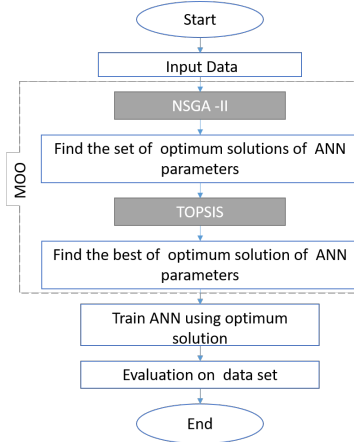 Start
Input Data
NSGA -II
Find the set of optimum solutions of ANN
parameters
MOO
TOPSIS
Find the best of optimum solution of ANN
parameters
Train ANN using optimum
solution
Evaluation on data set
End